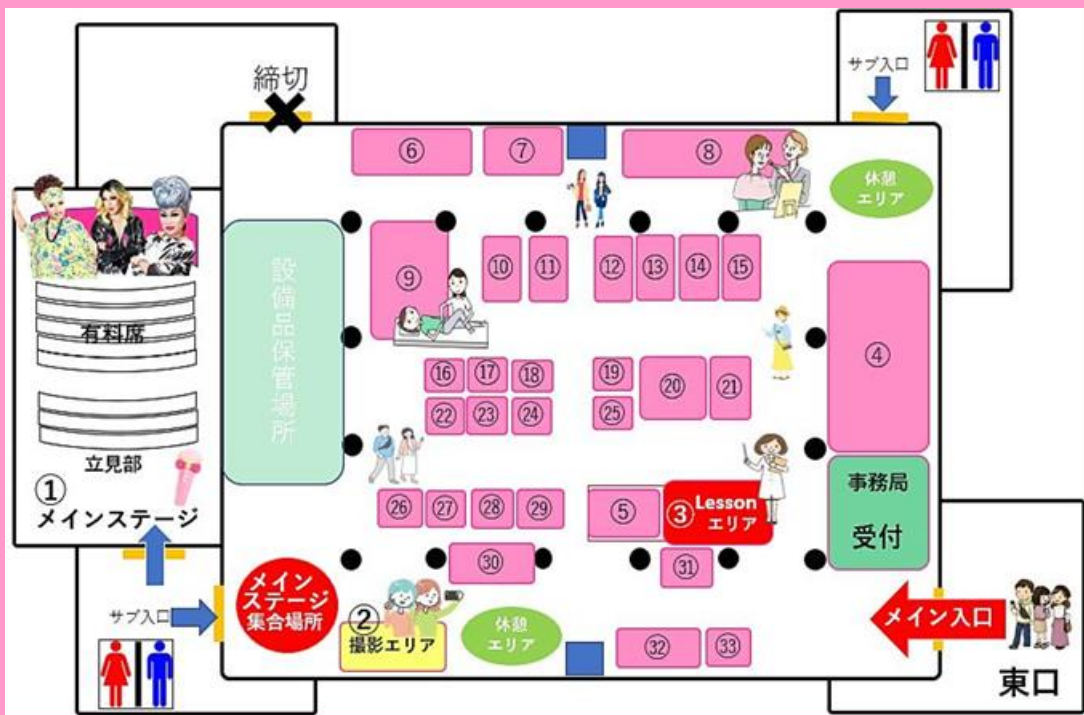 締切
サブ入口
⑥
⑦
⑧
休憩
エリア
設備品保管場所
⑨
⑩
⑪
⑫
⑬
⑭
⑮
有料席
④
⑯
⑰
⑱
⑲
⑳
㉑
㉒
㉓
㉔
㉕
立見部
①
メインステージ
事務局
受付
㉖
㉗
㉘
㉙
⑤
③
Lesson
エリア
㉚
㉛
メイン
ステージ
集合場所
サブ入口
②
撮影エリア
休憩
エリア
㉜
㉝
メイン入口
東口